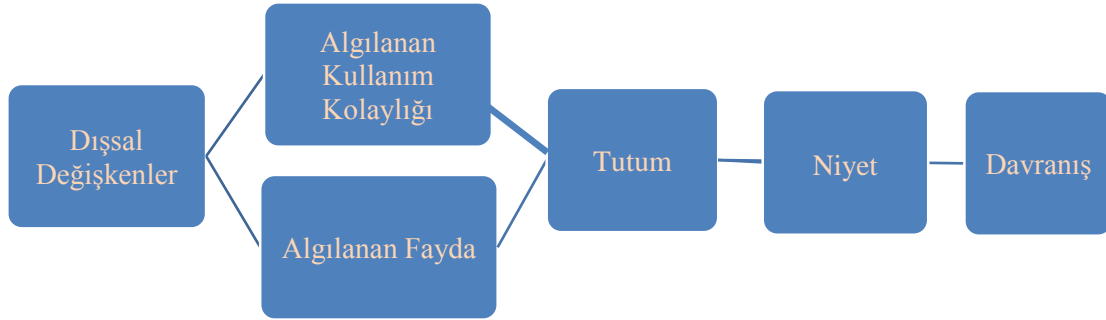 Dışsal
Değişkenler
Algılanan
Kullanım
Kolaylığı
Algılanan Fayda
Tutum
Niyet
Davranış